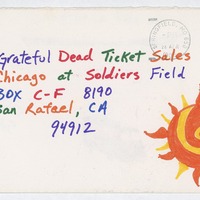 Grateful Dead Ticket Sales
Chicago at Soldiers Field
BOX C-F 8190
San Rafael, CA
94912